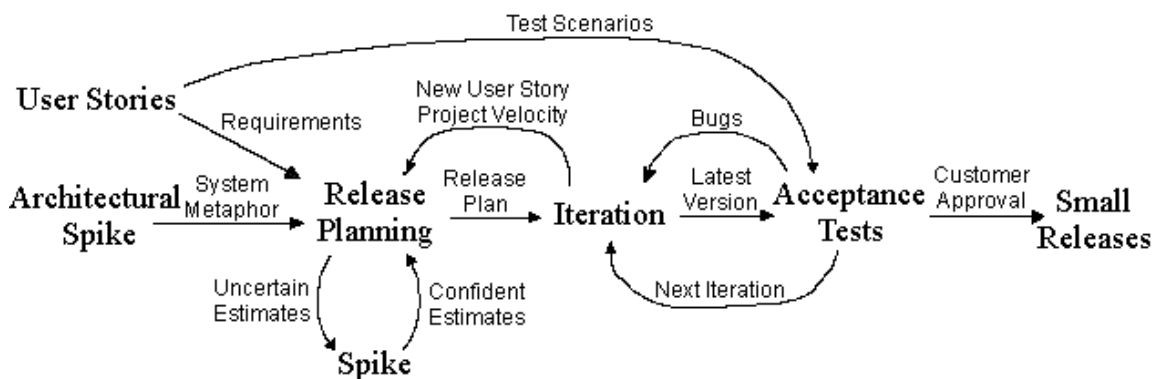 Test Scenarios
User Stories
New User Story
Project Velocity
Bugs
Requirements
Architectural
Spike
System
Metaphor
Release
Planning
Release
Plan
Iteration
Latest
Version
Acceptance
Tests
Customer
Approval
Small
Releases
Uncertain
Estimates
Confident
Estimates
Next Iteration
Spike